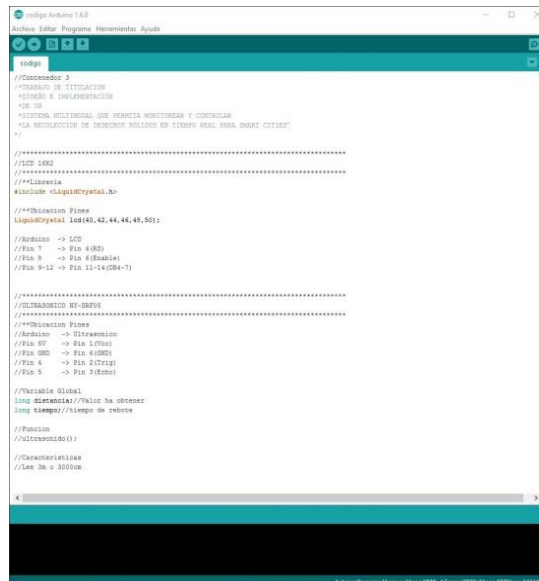 codigo Arduino 1.6.0
Archivo Editar Programa Herramientas Ayuda
codigo
//Contenedor 3
/*TRABAJO DE TITULACION
*DISEÑO E IMPLEMENTACIÓN
*DE UN
*SISTEMA MULTIMODAL QUE PERMITA MONITOREAR Y CONTROLAR
*LA RECOLECCION DE DESECHOS SOLIDOS EN TIEMPO REAL PARA SMART CITIES"
*/
//******************************************************************************
//LCD 16X2
//******************************************************************************
//**Libreria
#include <LiquidCrystal.h>
//**Ubicacion Pines
LiquidCrystal lcd(40,42,44,46,48,50);
//Arduino -> LCD
//Pin 7 -> Pin 4(RS)
//Pin 8 -> Pin 6(Enable)
//Pin 9-12 -> Pin 11-14(DB4-7)
//******************************************************************************
//ULTRASONICO HY-SRF05
//******************************************************************************
//**Ubicacion Pines
//Arduino -> Ultrasonico
//Pin 5V -> Pin 1(Vcc)
//Pin GND -> Pin 4(GND)
//Pin 4 -> Pin 2(Trig)
//Pin 5 -> Pin 3(Echo)
//Variable Global
long distancia;//Valor ha obtener
long tiempo;//tiempo de rebote
//Funcion
//ultrasonido();
//Caracteristicas
//Lee 3m o 3000cm